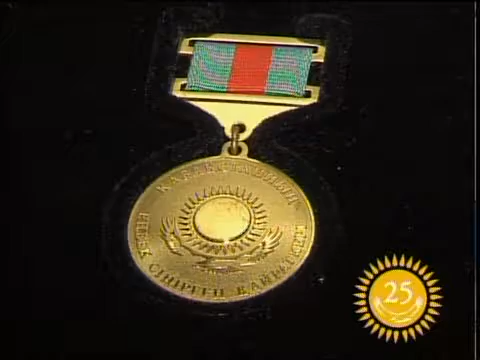 ҚАЗАҚСТАННЫҢ
ЕҢБЕК СІҢІРГЕН ҚАЙРАТКЕРІ
25